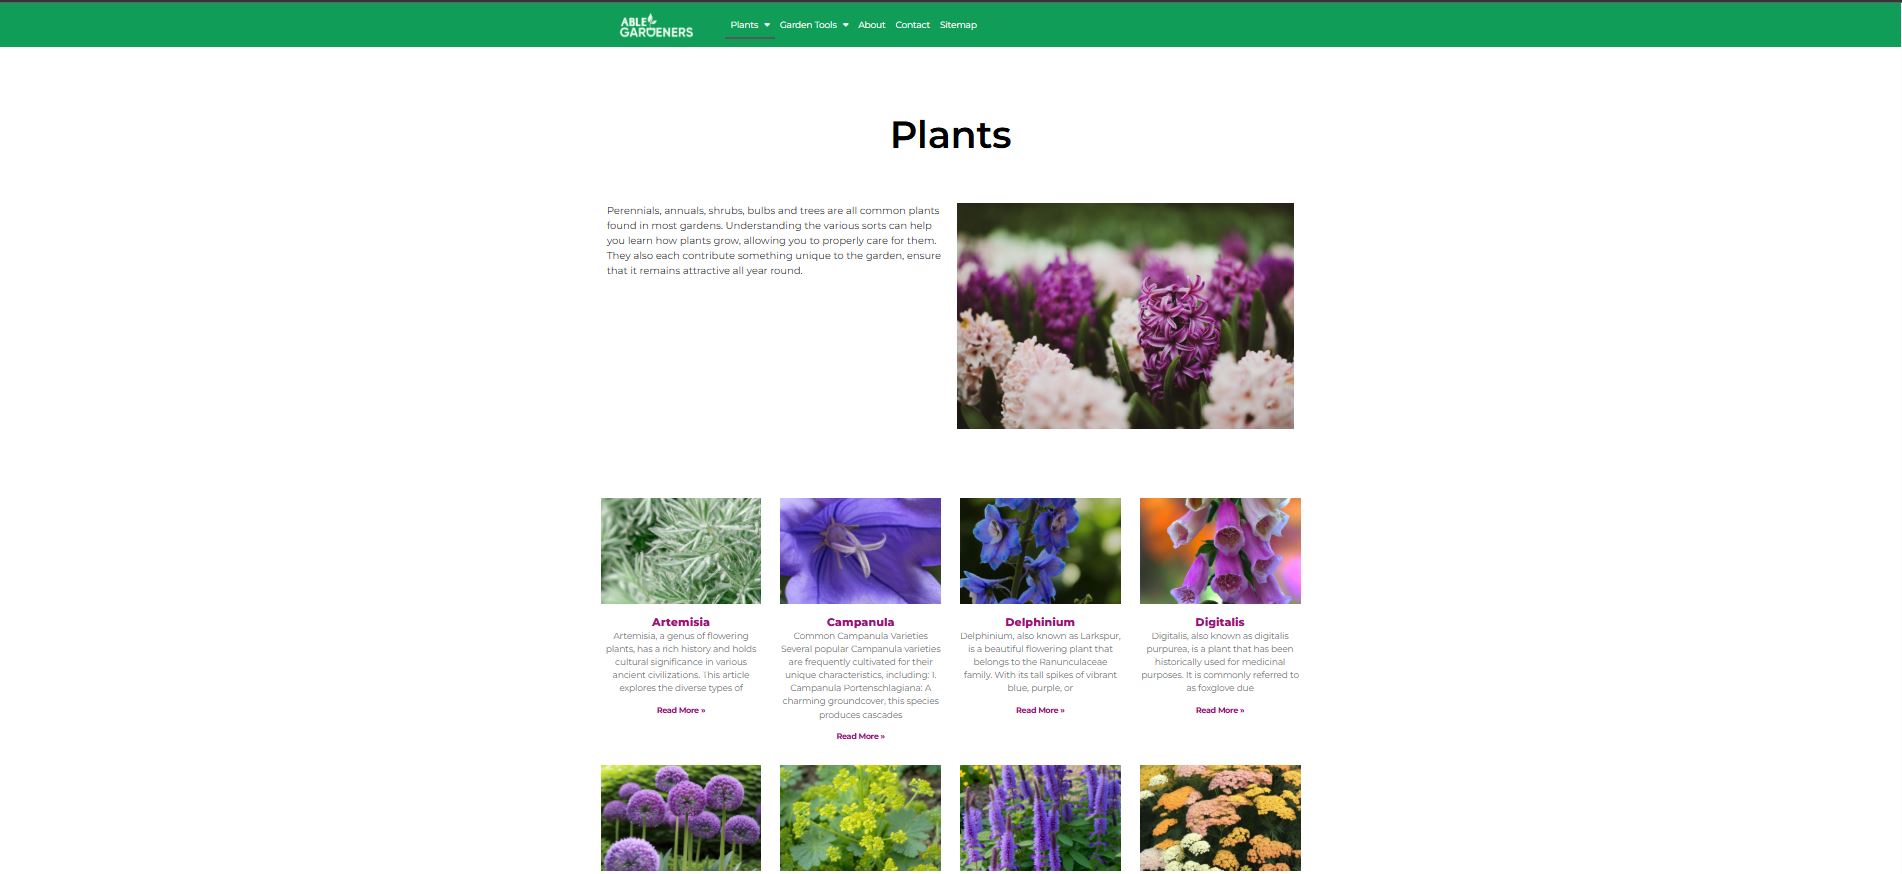 ABLE
GARDENERS
Plants
Garden Tools
About
Contact
Sitemap
Plants
Perennials, annuals, shrubs, bulbs and trees are all common plants
found in most gardens. Understanding the various sorts can help
you learn how plants grow, allowing you to properly care for them.
They also each contribute something unique to the garden, ensure
that it remains attractive all year round.
Artemisia
Artemisia, a genus of flowering
plants, has a rich history and holds
cultural significance in various
ancient civilizations. This article
explores the diverse types of
Read More »
Campanula
Common Campanula Varieties
Several popular Campanula varieties
are frequently cultivated for their
unique characteristics, including: 1.
Campanula Portenschlagiana: A
charming groundcover, this species
produces cascades
Read More »
Delphinium
Delphinium, also known as Larkspur,
is a beautiful flowering plant that
belongs to the Ranunculaceae
family. With its tall spikes of vibrant
blue, purple, or
Read More »
Digitalis
Digitalis, also known as digitalis
purpurea, is a plant that has been
historically used for medicinal
purposes. It is commonly referred to
as foxglove due
Read More »